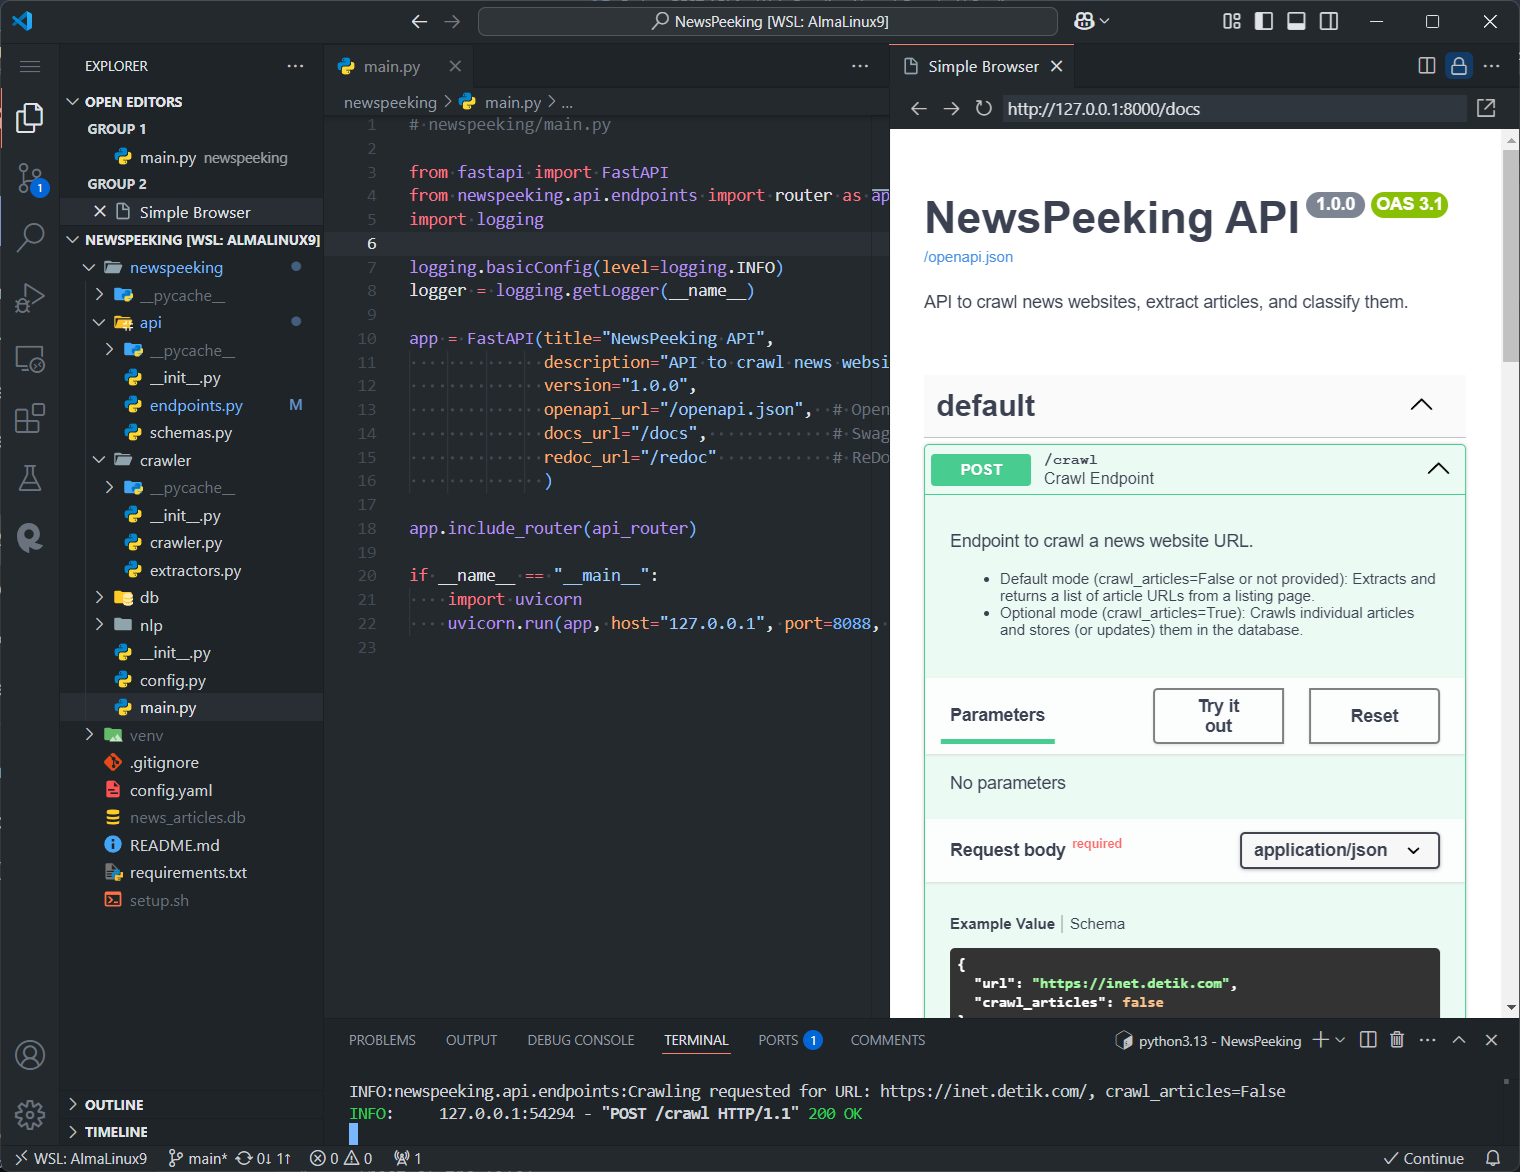 NewsPeeking [WSL: AlmaLinux9]
EXPLORER
OPEN EDITORS
GROUP 1
main.py newspeeking
GROUP 2
Simple Browser
NEWSPEEKING [WSL: ALMALINUX9]
newspeeking
__pycache__
api
__pycache__
__init__.py
endpoints.py M
schemas.py
crawler
__pycache__
__init__.py
crawler.py
extractors.py
db
nlp
__init__.py
config.py
main.py
venv
.gitignore
config.yaml
news_articles.db
README.md
requirements.txt
setup.sh
OUTLINE
TIMELINE
1
main.py
newspeeking > main.py > ...
1 # newspeeking/main.py
2
3 from fastapi import FastAPI
4 from newspeeking.api.endpoints import router as ap
5 import logging
6
7 logging.basicConfig(level=logging.INFO)
8 logger = logging.getLogger(__name__)
9
10 app = FastAPI(title="NewsPeeking API",
11 description="API to crawl news websi
12 version="1.0.0",
13 openapi_url="/openapi.json", # Open
14 docs_url="/docs", # Swag
15 redoc_url="/redoc" # ReDo
16 )
17
18 app.include_router(api_router)
19
20 if __name__ == "__main__":
21 import uvicorn
22 uvicorn.run(app, host="127.0.0.1", port=8088,
23
Simple Browser
http://127.0.0.1:8000/docs
NewsPeeking API 1.0.0 OAS 3.1
/openapi.json
API to crawl news websites, extract articles, and classify them.
default
POST /crawl
Crawl Endpoint
Endpoint to crawl a news website URL.
• Default mode (crawl_articles=False or not provided): Extracts and
returns a list of article URLs from a listing page.
• Optional mode (crawl_articles=True): Crawls individual articles
and stores (or updates) them in the database.
Parameters
Try it
out
Reset
No parameters
Request body required
application/json
Example Value | Schema
{
"url": "https://inet.detik.com",
"crawl_articles": false
PROBLEMS OUTPUT DEBUG CONSOLE TERMINAL PORTS 1 COMMENTS
python3.13 - NewsPeeking
INFO:newspeeking.api.endpoints:Crawling requested for URL: https://inet.detik.com/, crawl_articles=False
INFO: 127.0.0.1:54294 - "POST /crawl HTTP/1.1" 200 OK
WSL: AlmaLinux9 main* 0↓ 1↑ 0 0 1
Continue